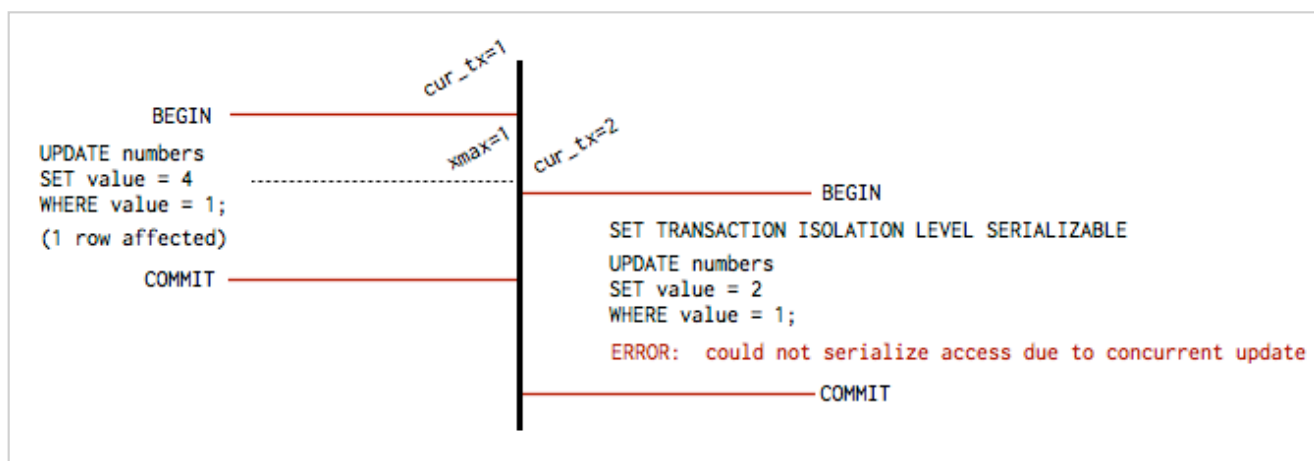 cur_tx=1
BEGIN
xmax=1
cur_tx=2
UPDATE numbers
SET value = 4
WHERE value = 1;
(1 row affected)
BEGIN
SET TRANSACTION ISOLATION LEVEL SERIALIZABLE
COMMIT
UPDATE numbers
SET value = 2
WHERE value = 1;
ERROR:  could not serialize access due to concurrent update
COMMIT